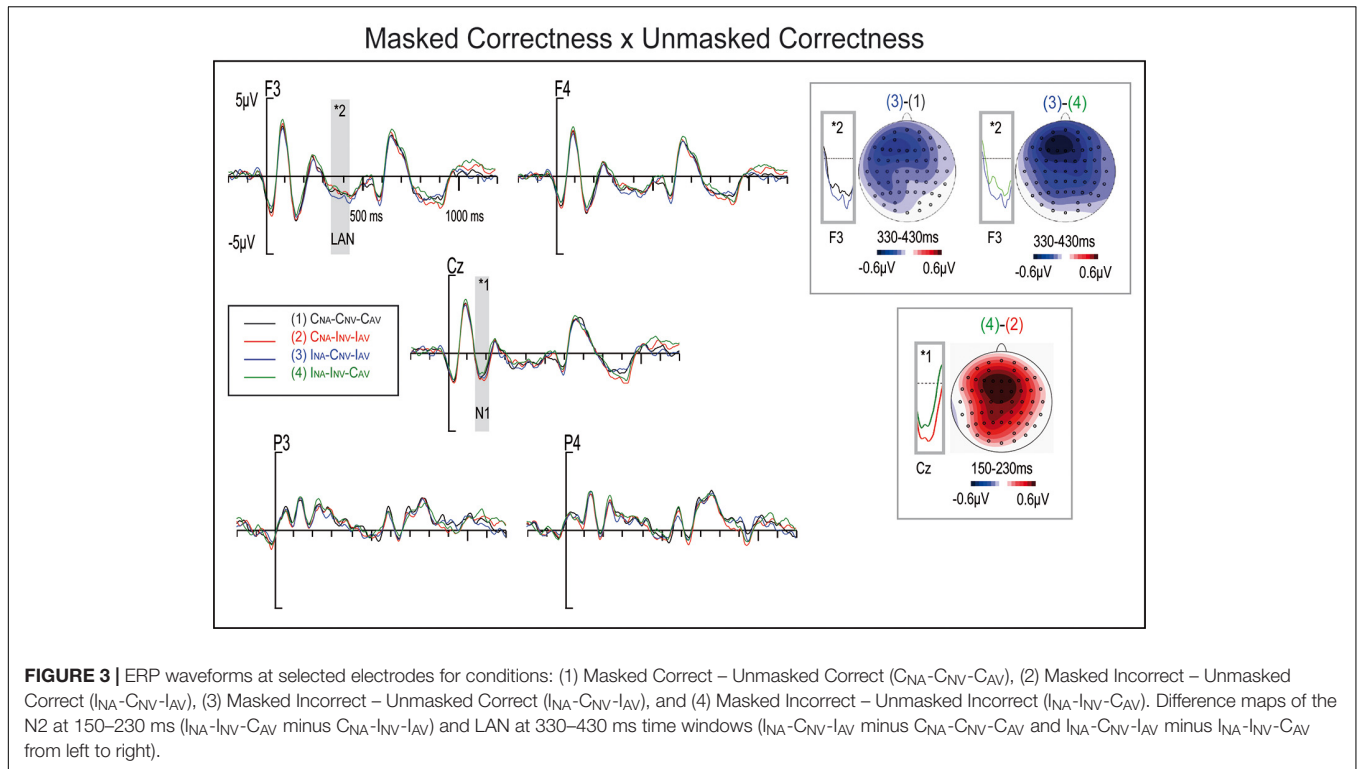 Masked Correctness x Unmasked Correctness
F3
5µV
*2
-5µV
500 ms
1000 ms
LAN
F4
(3)-(1)
*2
F3
330-430ms
-0.6µV 0.6µV
(3)-(4)
*2
F3
330-430ms
-0.6µV 0.6µV
Cz
*1
N1
(1) CNA-CNV-CAV
(2) CNA-INV-IAV
(3) INA-CNV-IAV
(4) INA-INV-CAV
(4)-(2)
*1
Cz
150-230ms
-0.6µV 0.6µV
P3
P4
FIGURE 3 | ERP waveforms at selected electrodes for conditions: (1) Masked Correct – Unmasked Correct (CNA-CNV-CAV), (2) Masked Incorrect – Unmasked
Correct (INA-CNV-IAV), (3) Masked Incorrect – Unmasked Correct (INA-CNV-IAV), and (4) Masked Incorrect – Unmasked Incorrect (INA-INV-CAV). Difference maps of the
N2 at 150–230 ms (INA-INV-CAV minus CNA-INV-IAV) and LAN at 330–430 ms time windows (INA-CNV-IAV minus CNA-CNV-CAV and INA-CNV-IAV minus INA-INV-CAV
from left to right).